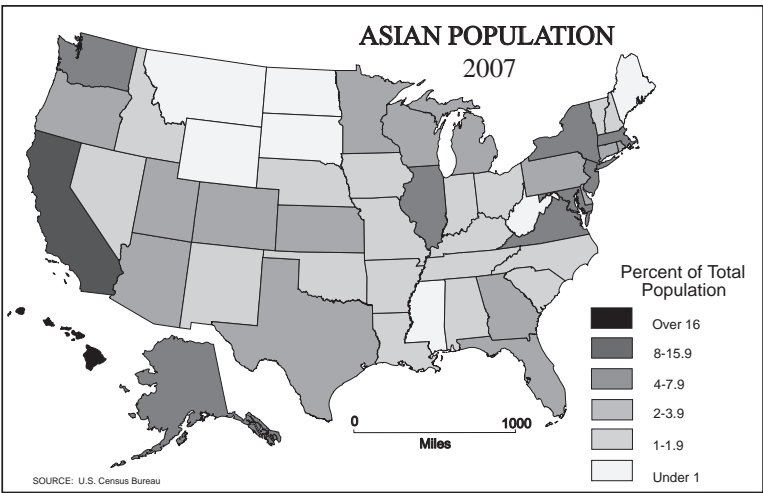 ASIAN POPULATION
2007
Percent of Total
Population
Over 16
8-15.9
4-7.9
2-3.9
1-1.9
Under 1
0 1000
Miles
SOURCE: U.S. Census Bureau